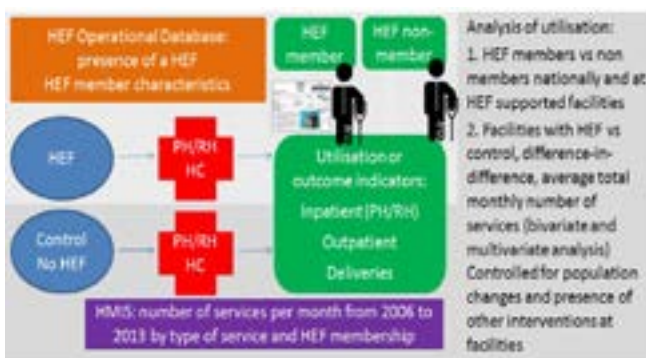 HEF Operational Database:
presence of a HEF
HEF member characteristics
HEF
member
HEF non-
member
HEF
PH/RH
HC
Control
No HEF
PH/RH
HC
Utilisation or
outcome indicators:
Inpatient (PH/RH)
Outpatient
Deliveries
HMIS: number of services per month from 2006 to
2013 by type of service and HEF membership
Analysis of utilisation:
1. HEF members vs non
members nationally and at
HEF supported facilities
2. Facilities with HEF vs
control, difference-in-
difference, average total
monthly number of
services (bivariate and
multivariate analysis)
Controlled for population
changes and presence of
other interventions at
facilities